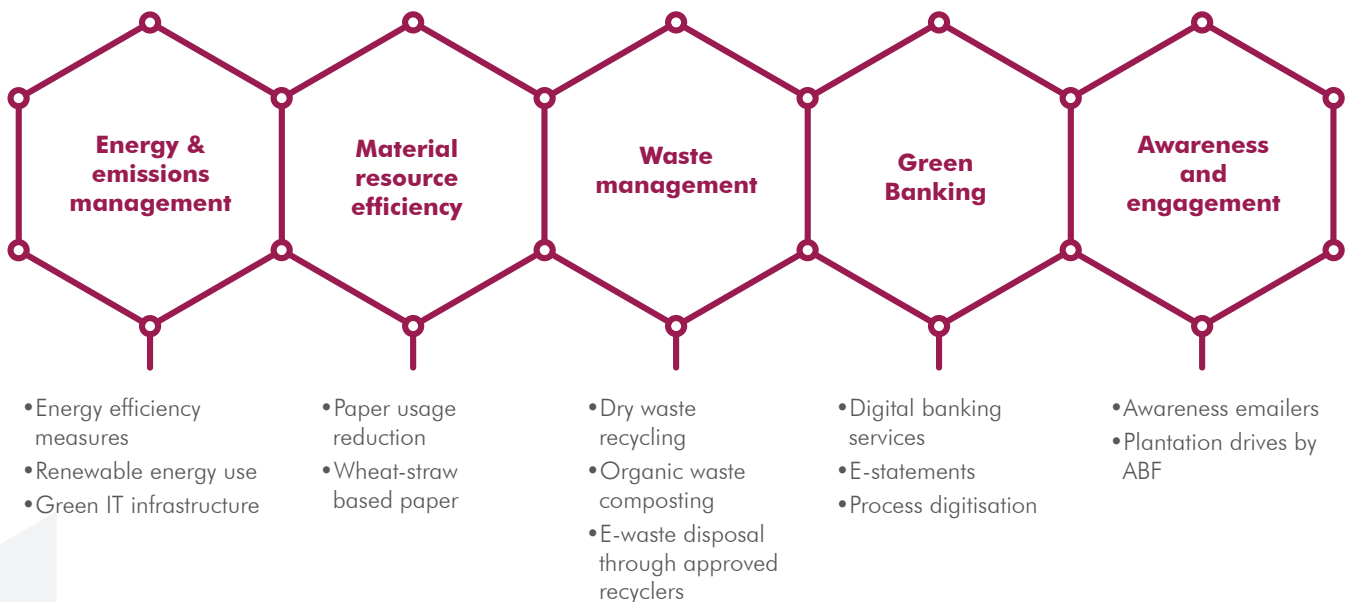 Energy &
emissions
management
Material
resource
efficiency
Waste
management
Green
Banking
Awareness
and
engagement
•Energy efficiency
measures
•Renewable energy use
•Green IT infrastructure
•Paper usage
reduction
•Wheat-straw
based paper
•Dry waste
recycling
•Organic waste
composting
•E-waste disposal
through approved
recyclers
•Digital banking
services
•E-statements
•Process digitisation
•Awareness emailers
•Plantation drives by
ABF